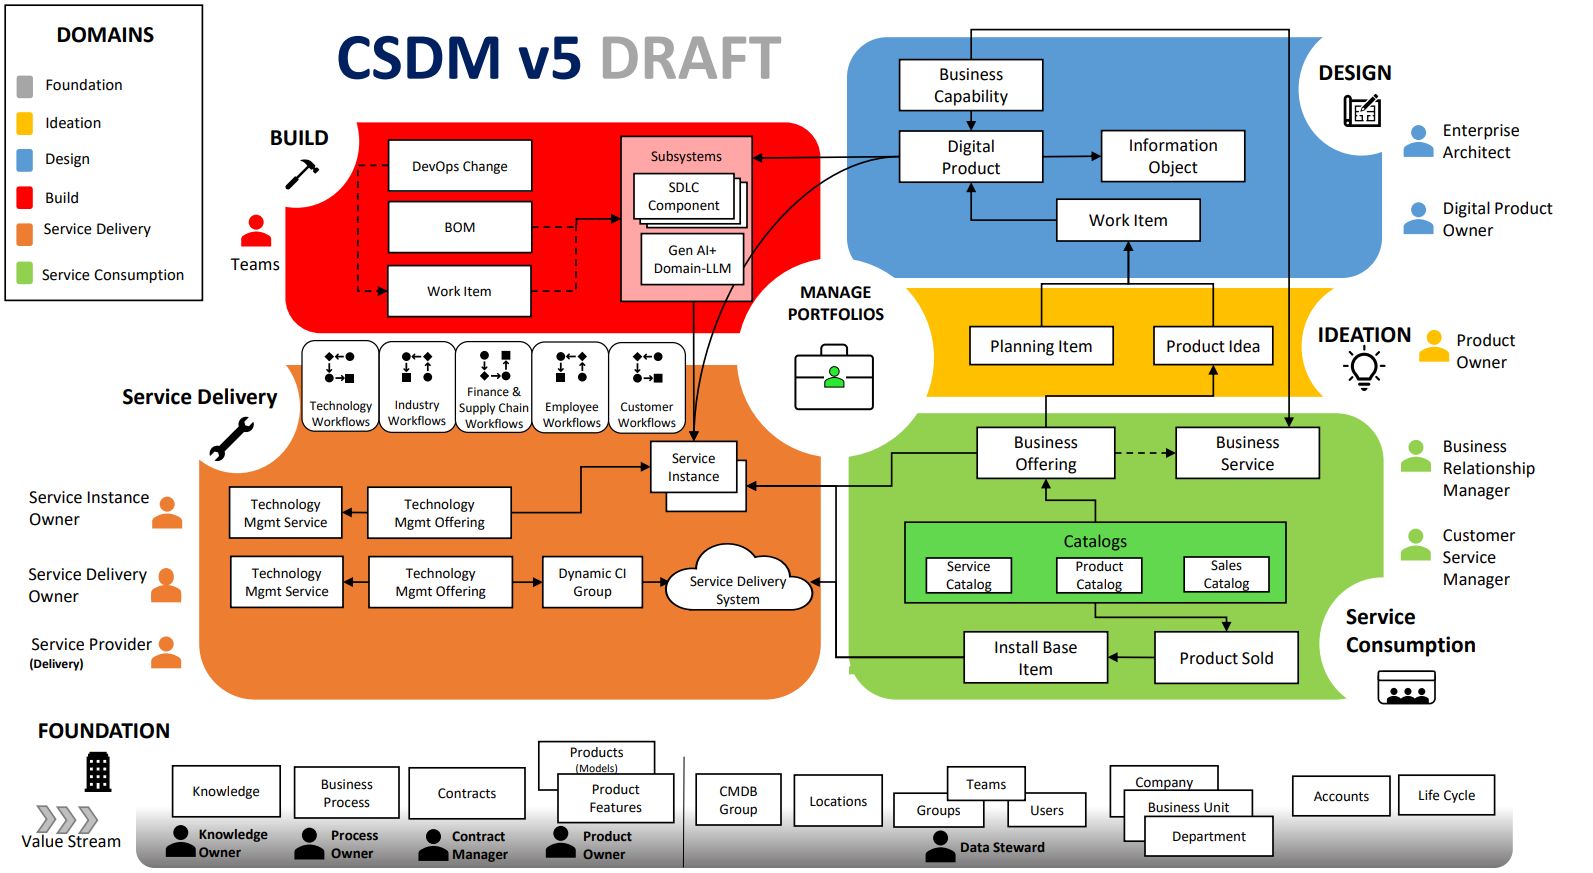 DOMAINS
Foundation
Ideation
Design
Build
Service Delivery
Service Consumption
CSDM v5 DRAFT
BUILD
Teams
DevOps Change
BOM
Work Item
Subsystems
SDLC
Component
Gen AI+
Domain-LLM
DESIGN
Business
Capability
Digital
Product
Information
Object
Work Item
Enterprise
Architect
Digital Product
Owner
MANAGE
PORTFOLIOS
IDEATION
Planning Item
Product Idea
Product
Owner
Service Delivery
Technology
Workflows
Industry
Workflows
Finance &
Supply Chain
Workflows
Employee
Workflows
Customer
Workflows
Service
Instance
Technology
Mgmt Service
Technology
Mgmt Offering
Technology
Mgmt Service
Technology
Mgmt Offering
Dynamic CI
Group
Service Delivery
System
Service Instance
Owner
Service Delivery
Owner
Service Provider
(Delivery)
Business
Offering
Business
Service
Catalogs
Service
Catalog
Product
Catalog
Sales
Catalog
Install Base
Item
Product Sold
Business
Relationship
Manager
Customer
Service
Manager
Service
Consumption
FOUNDATION
Value Stream
Knowledge
Business
Process
Contracts
Products
(Models)
Product
Features
CMDB
Group
Locations
Teams
Groups
Users
Company
Business Unit
Department
Accounts
Life Cycle
Knowledge
Owner
Process
Owner
Contract
Manager
Product
Owner
Data Steward